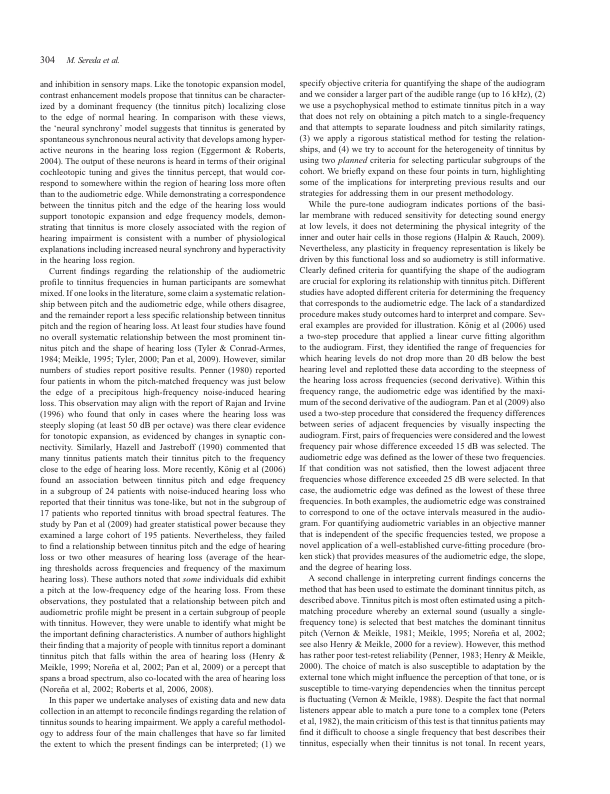 304 M. Sereda et al.
and inhibition in sensory maps. Like the tonotopic expansion model,
contrast enhancement models propose that tinnitus can be character-
ized by a dominant frequency (the tinnitus pitch) localizing close
to the edge of normal hearing. In comparison with these views,
the ‘neural synchrony’ model suggests that tinnitus is generated by
spontaneous synchronous neural activity that develops among hyper-
active neurons in the hearing loss region (Eggermont & Roberts,
2004). The output of these neurons is heard in terms of their original
cochleotopic tuning and gives the tinnitus percept, that would cor-
respond to somewhere within the region of hearing loss more often
than to the audiometric edge. While demonstrating a correspondence
between the tinnitus pitch and the edge of the hearing loss would
support tonotopic expansion and edge frequency models, demon-
strating that tinnitus is more closely associated with the region of
hearing impairment is consistent with a number of physiological
explanations including increased neural synchrony and hyperactivity
in the hearing loss region.
Current findings regarding the relationship of the audiometric
profile to tinnitus frequencies in human participants are somewhat
mixed. If one looks in the literature, some claim a systematic relation-
ship between pitch and the audiometric edge, while others disagree,
and the remainder report a less specific relationship between tinnitus
pitch and the region of hearing loss. At least four studies have found
no overall systematic relationship between the most prominent tin-
nitus pitch and the shape of hearing loss (Tyler & Conrad-Armes,
1984; Meikle, 1995; Tyler, 2000; Pan et al, 2009). However, similar
numbers of studies report positive results. Penner (1980) reported
four patients in whom the pitch-matched frequency was just below
the edge of a precipitous high-frequency noise-induced hearing
loss. This observation may align with the report of Rajan and Irvine
(1996) who found that only in cases where the hearing loss was
steeply sloping (at least 50 dB per octave) was there clear evidence
for tonotopic expansion, as evidenced by changes in synaptic con-
nectivity. Similarly, Hazell and Jastreboff (1990) commented that
many tinnitus patients match their tinnitus pitch to the frequency
close to the edge of hearing loss. More recently, König et al (2006)
found an association between tinnitus pitch and edge frequency
in a subgroup of 24 patients with noise-induced hearing loss who
reported that their tinnitus was tone-like, but not in the subgroup of
17 patients who reported tinnitus with broad spectral features. The
study by Pan et al (2009) had greater statistical power because they
examined a large cohort of 195 patients. Nevertheless, they failed
to find a relationship between tinnitus pitch and the edge of hearing
loss or two other measures of hearing loss (average of the hear-
ing thresholds across frequencies and frequency of the maximum
hearing loss). These authors noted that some individuals did exhibit
a pitch at the low-frequency edge of the hearing loss. From these
observations, they postulated that a relationship between pitch and
audiometric profile might be present in a certain subgroup of people
with tinnitus. However, they were unable to identify what might be
the important defining characteristics. A number of authors highlight
their finding that a majority of people with tinnitus report a dominant
tinnitus pitch that falls within the area of hearing loss (Henry &
Meikle, 1999; Noreña et al, 2002; Pan et al, 2009) or a percept that
spans a broad spectrum, also co-located with the area of hearing loss
(Noreña et al, 2002; Roberts et al, 2006, 2008).
In this paper we undertake analyses of existing data and new data
collection in an attempt to reconcile findings regarding the relation of
tinnitus sounds to hearing impairment. We apply a careful methodol-
ogy to address four of the main challenges that have so far limited
the extent to which the present findings can be interpreted; (1) we
specify objective criteria for quantifying the shape of the audiogram
and we consider a larger part of the audible range (up to 16 kHz), (2)
we use a psychophysical method to estimate tinnitus pitch in a way
that does not rely on obtaining a pitch match to a single-frequency
and that attempts to separate loudness and pitch similarity ratings,
(3) we apply a rigorous statistical method for testing the relation-
ships, and (4) we try to account for the heterogeneity of tinnitus by
using two planned criteria for selecting particular subgroups of the
cohort. We briefly expand on these four points in turn, highlighting
some of the implications for interpreting previous results and our
strategies for addressing them in our present methodology.
While the pure-tone audiogram indicates portions of the basi-
lar membrane with reduced sensitivity for detecting sound energy
at low levels, it does not determining the physical integrity of the
inner and outer hair cells in those regions (Halpin & Rauch, 2009).
Nevertheless, any plasticity in frequency representation is likely be
driven by this functional loss and so audiometry is still informative.
Clearly defined criteria for quantifying the shape of the audiogram
are crucial for exploring its relationship with tinnitus pitch. Different
studies have adopted different criteria for determining the frequency
that corresponds to the audiometric edge. The lack of a standardized
procedure makes study outcomes hard to interpret and compare. Sev-
eral examples are provided for illustration. König et al (2006) used
a two-step procedure that applied a linear curve fitting algorithm
to the audiogram. First, they identified the range of frequencies for
which hearing levels do not drop more than 20 dB below the best
hearing level and replotted these data according to the steepness of
the hearing loss across frequencies (second derivative). Within this
frequency range, the audiometric edge was identified by the maxi-
mum of the second derivative of the audiogram. Pan et al (2009) also
used a two-step procedure that considered the frequency differences
between series of adjacent frequencies by visually inspecting the
audiogram. First, pairs of frequencies were considered and the lowest
frequency pair whose difference exceeded 15 dB was selected. The
audiometric edge was defined as the lower of these two frequencies.
If that condition was not satisfied, then the lowest adjacent three
frequencies whose difference exceeded 25 dB were selected. In that
case, the audiometric edge was defined as the lowest of these three
frequencies. In both examples, the audiometric edge was constrained
to correspond to one of the octave intervals measured in the audio-
gram. For quantifying audiometric variables in an objective manner
that is independent of the specific frequencies tested, we propose a
novel application of a well-established curve-fitting procedure (bro-
ken stick) that provides measures of the audiometric edge, the slope,
and the degree of hearing loss.
A second challenge in interpreting current findings concerns the
method that has been used to estimate the dominant tinnitus pitch, as
described above. Tinnitus pitch is most often estimated using a pitch-
matching procedure whereby an external sound (usually a single-
frequency tone) is selected that best matches the dominant tinnitus
pitch (Vernon & Meikle, 1981; Meikle, 1995; Noreña et al, 2002;
see also Henry & Meikle, 2000 for a review). However, this method
has rather poor test-retest reliability (Penner, 1983; Henry & Meikle,
2000). The choice of match is also susceptible to adaptation by the
external tone which might influence the perception of that tone, or is
susceptible to time-varying dependencies when the tinnitus percept
is fluctuating (Vernon & Meikle, 1988). Despite the fact that normal
listeners appear able to match a pure tone to a complex tone (Peters
et al, 1982), the main criticism of this test is that tinnitus patients may
find it difficult to choose a single frequency that best describes their
tinnitus, especially when their tinnitus is not tonal. In recent years,